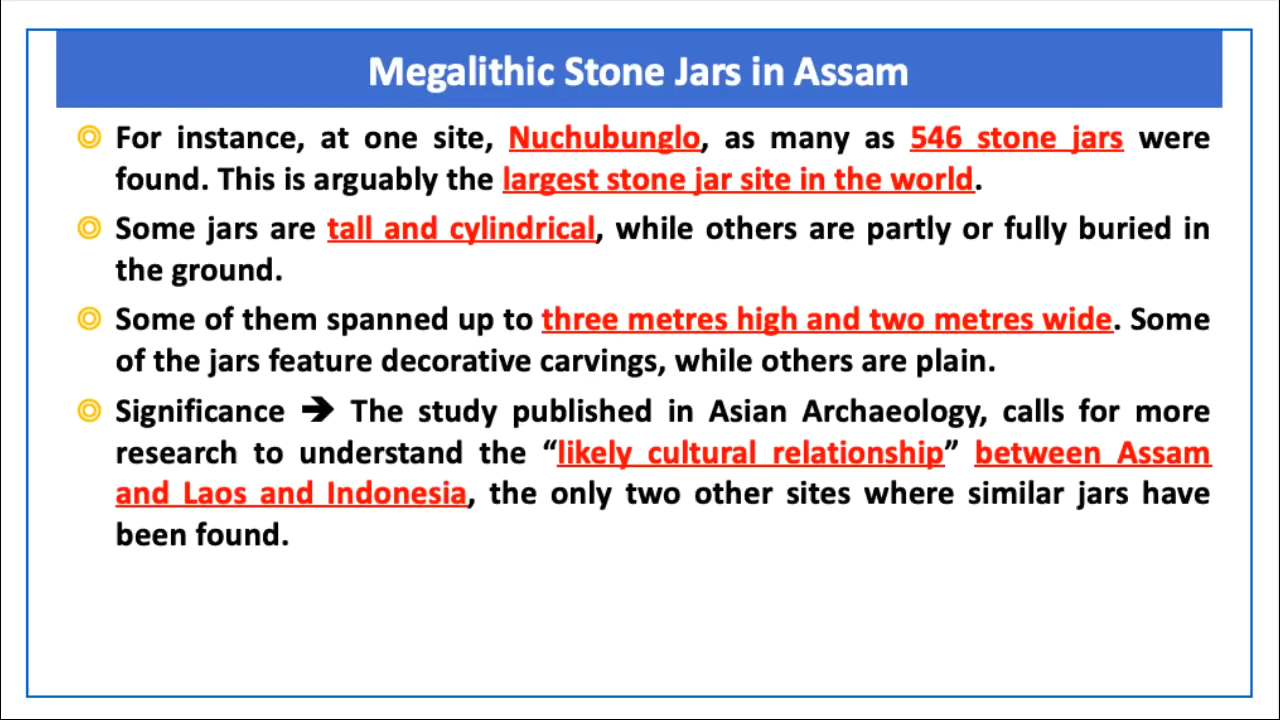 Megalithic Stone Jars in Assam
For instance, at one site, Nuchubunglo, as many as 546 stone jars were
found. This is arguably the largest stone jar site in the world.
Some jars are tall and cylindrical, while others are partly or fully buried in
the ground.
Some of them spanned up to three metres high and two metres wide. Some
of the jars feature decorative carvings, while others are plain.
Significance ➔ The study published in Asian Archaeology, calls for more
research to understand the “likely cultural relationship” between Assam
and Laos and Indonesia, the only two other sites where similar jars have
been found.